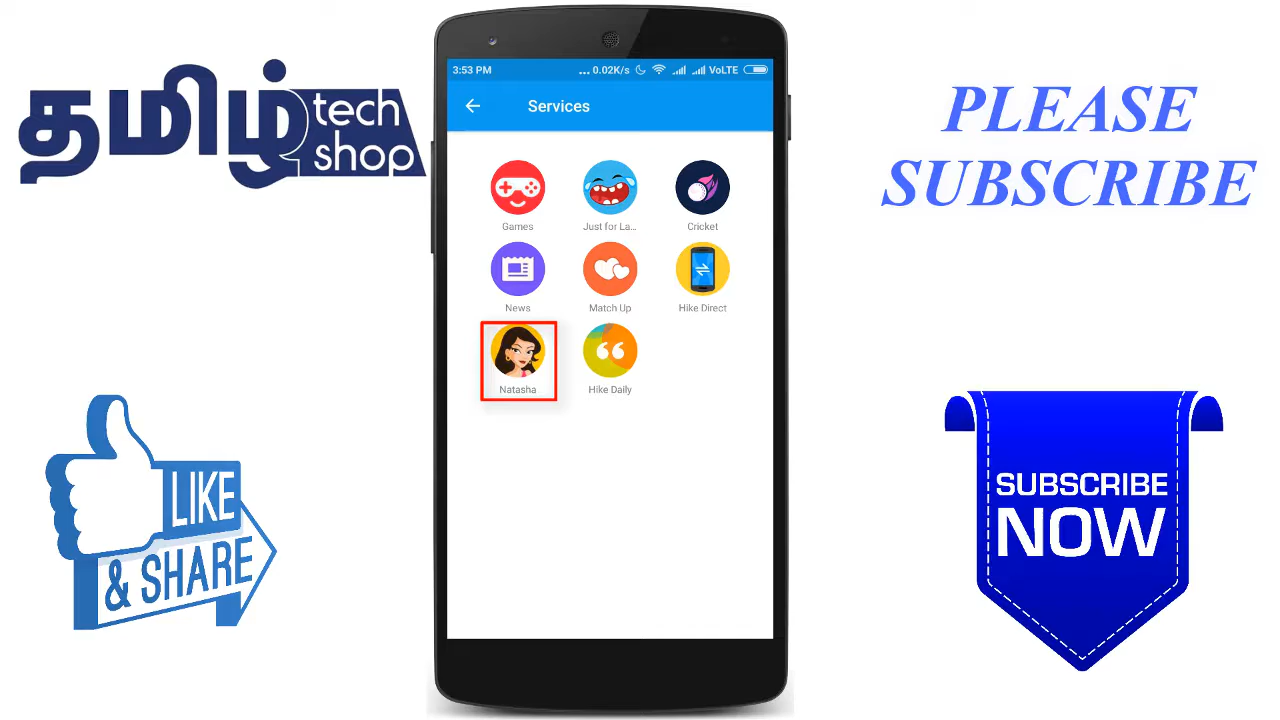 தமிழ் tech shop
3:53 PM ... 0.02K/s VoLTE
Services
PLEASE
SUBSCRIBE
Games Just for La... Cricket
News Match Up Hike Direct
Natasha Hike Daily
LIKE
& SHARE
SUBSCRIBE
NOW